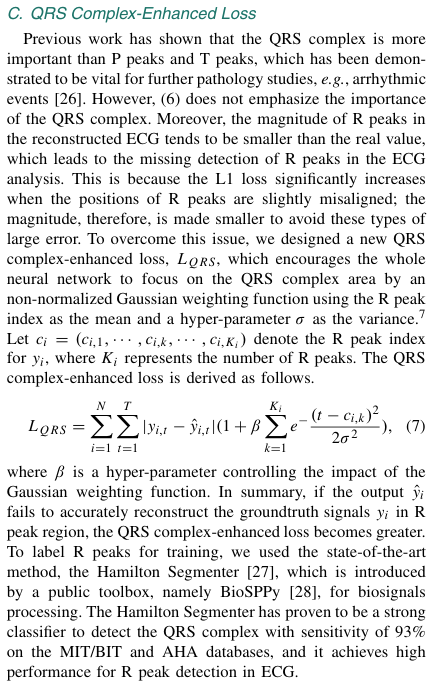 C. QRS Complex-Enhanced Loss
Previous work has shown that the QRS complex is more
important than P peaks and T peaks, which has been demon-
strated to be vital for further pathology studies, e.g., arrhythmic
events [26]. However, (6) does not emphasize the importance
of the QRS complex. Moreover, the magnitude of R peaks in
the reconstructed ECG tends to be smaller than the real value,
which leads to the missing detection of R peaks in the ECG
analysis. This is because the L1 loss significantly increases
when the positions of R peaks are slightly misaligned; the
magnitude, therefore, is made smaller to avoid these types of
large error. To overcome this issue, we designed a new QRS
complex-enhanced loss, L_{QRS}, which encourages the whole
neural network to focus on the QRS complex area by an
non-normalized Gaussian weighting function using the R peak
index as the mean and a hyper-parameter σ as the variance.⁷
Let c_i = (c_{i,1}, ⋯ , c_{i,k}, ⋯ , c_{i,K_i}) denote the R peak index
for y_i, where K_i represents the number of R peaks. The QRS
complex-enhanced loss is derived as follows.
L_{QRS} = \sum_{i=1}^{N} \sum_{t=1}^{T} |y_{i,t} − ŷ_{i,t}|(1 + β \sum_{k=1}^{K_i} e^{-} \frac{(t − c_{i,k})^2}{2σ^2}), (7)
where β is a hyper-parameter controlling the impact of the
Gaussian weighting function. In summary, if the output ŷ_i
fails to accurately reconstruct the groundtruth signals y_i in R
peak region, the QRS complex-enhanced loss becomes greater.
To label R peaks for training, we used the state-of-the-art
method, the Hamilton Segmenter [27], which is introduced
by a public toolbox, namely BioSPPy [28], for biosignals
processing. The Hamilton Segmenter has proven to be a strong
classifier to detect the QRS complex with sensitivity of 93%
on the MIT/BIT and AHA databases, and it achieves high
performance for R peak detection in ECG.